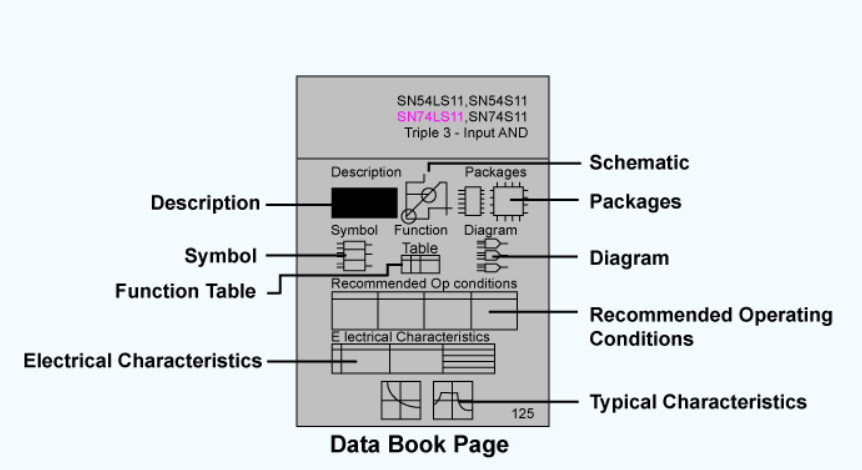 SN54LS11,SN54S11
SN74LS11,SN74S11
Triple 3 - Input AND
Schematic
Description
Packages
Description
Packages
Symbol
Function
Diagram
Symbol
Table
Diagram
Function Table
Recommended Op conditions
Recommended Operating
Conditions
E lectrical Characteristics
Electrical Characteristics
Typical Characteristics
125
Data Book Page